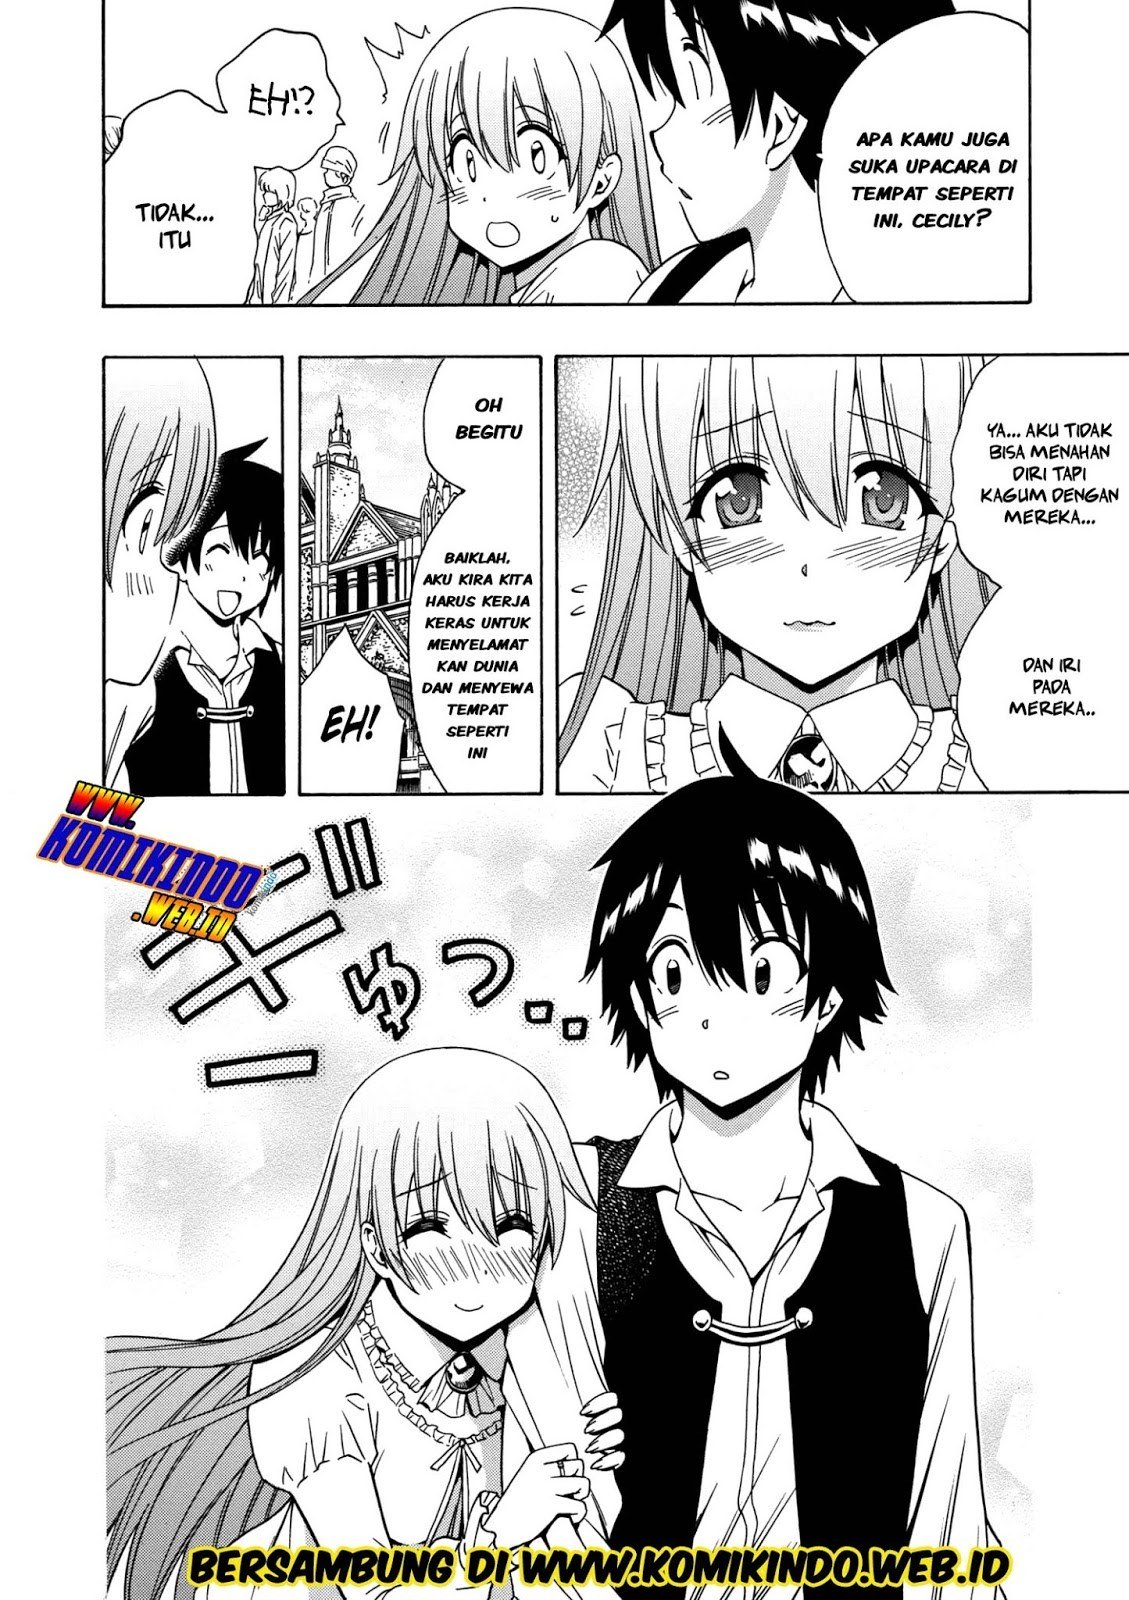 APA KAMU JUGA
SUKA UPACARA DI
TEMPAT SEPERTI
INI, CECILY?
EH!?
TIDAK...
ITU
YA... AKU TIDAK
BISA MENAHAN
DIRI TAPI
KAGUM DENGAN
MEREKA...
DAN IRI
PADA
MEREKA..
OH
BEGITU
BAIKLAH,
AKU KIRA KITA
HARUS KERJA
KERAS UNTUK
MENYELAMAT
KAN DUNIA
DAN MENYEWA
TEMPAT
SEPERTI
INI
EH!
WWW.
KOMIKINDO
.WEB.ID
ギゅっ..
BERSAMBUNG DI WWW.KOMIKINDO.WEB.ID